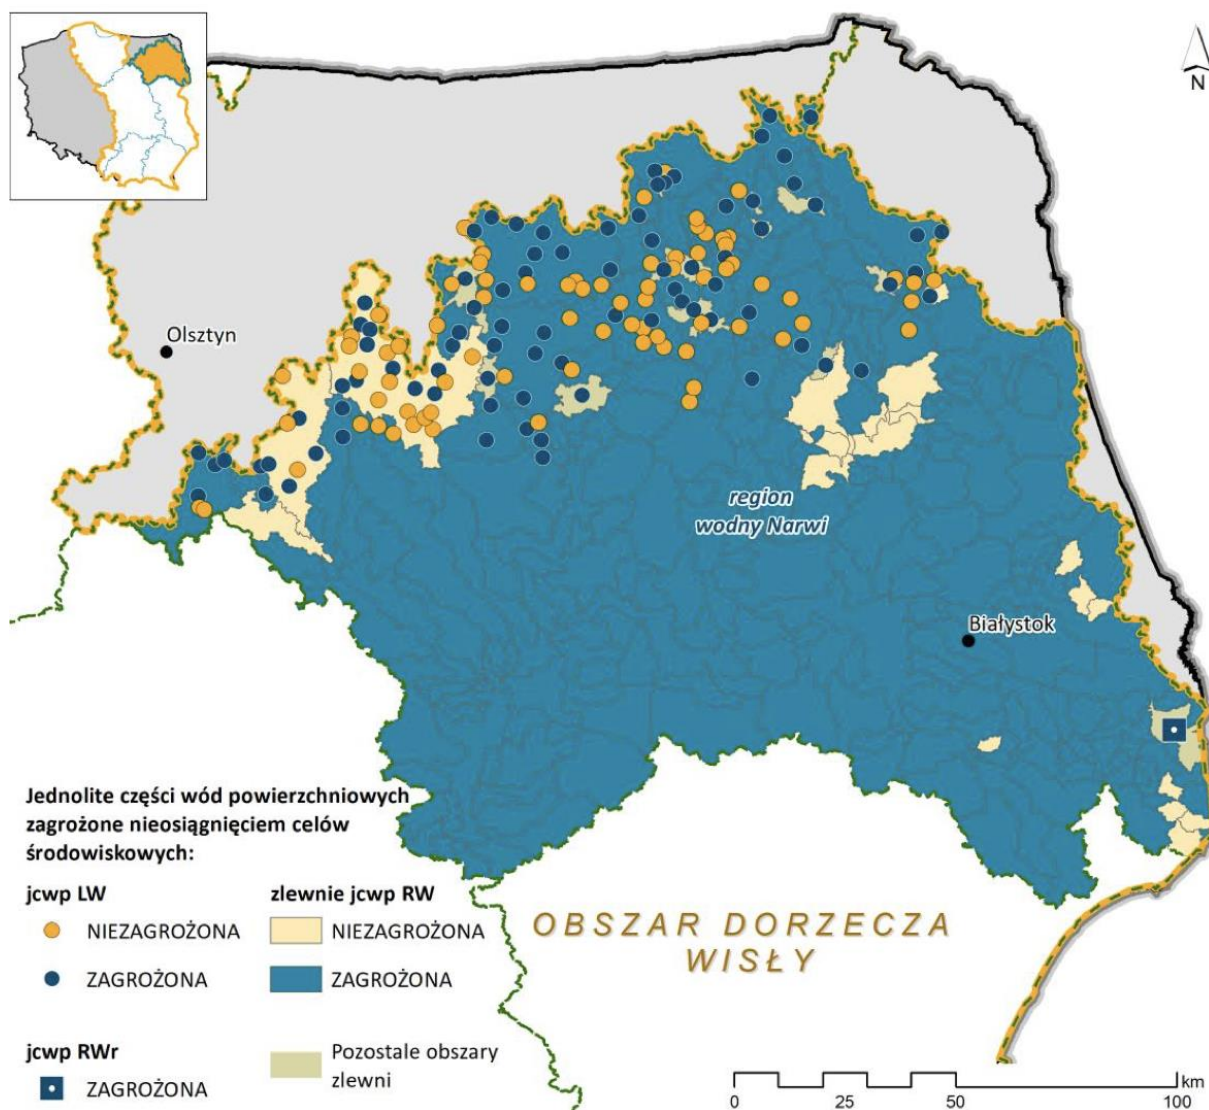 N
Olsztyn
region
wodny Narwi
Białystok
Jednolite części wód powierzchniowych
zagrożone nieosiągnięciem celów
środowiskowych:
jcwp LW
NIEZAGROŻONA
ZAGROŻONA
zlewnie jcwp RW
NIEZAGROŻONA
ZAGROŻONA
jcwp RWr
ZAGROŻONA
Pozostałe obszary
zlewni
OBSZAR DORZECZA
WISŁY
km
0 25 50 100